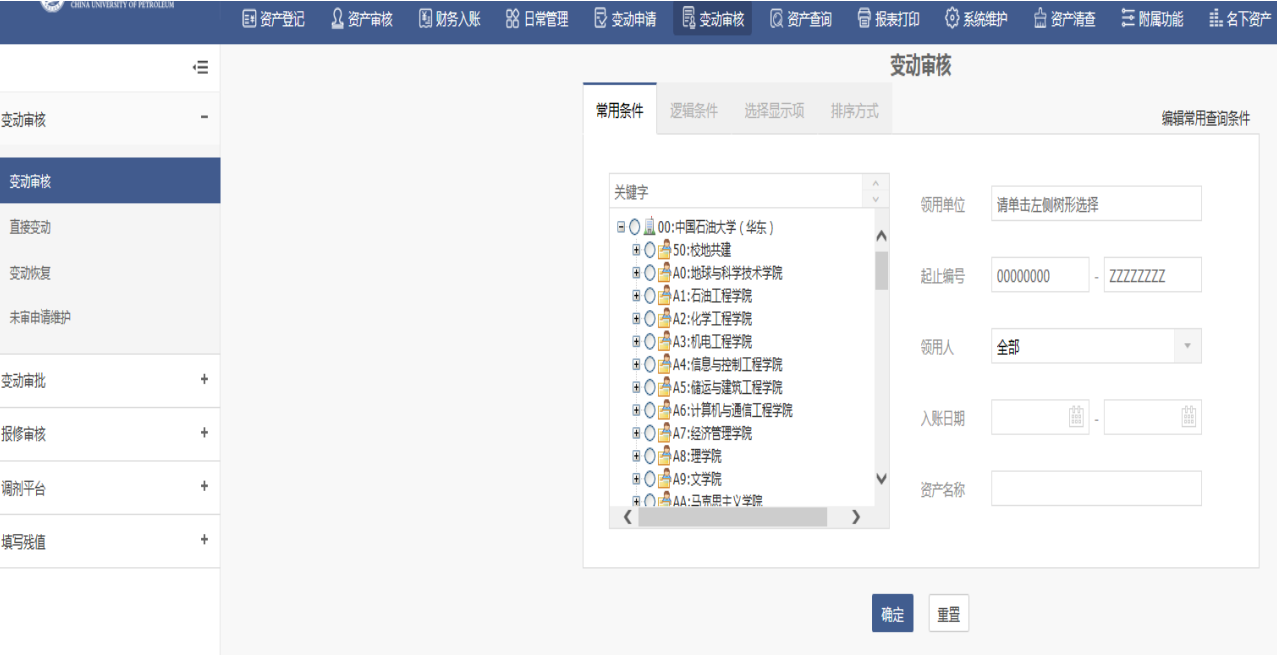 CHINA UNIVERSITY OF PETROLEUM
资产登记 资产审核 财务入账 日常管理 变动申请 变动审核 资产查询 报表打印 系统维护 资产清查 附属功能 名下资产
变动审核 -
变动审核
直接变动
变动恢复
未审申请维护
变动审批 +
报修审核 +
调剂平台 +
填写残值 +
变动审核
常用条件 逻辑条件 选择显示项 排序方式
编辑常用查询条件
关键字
00:中国石油大学(华东)
50:校地共建
A0:地球与科学技术学院
A1:石油工程学院
A2:化学工程学院
A3:机电工程学院
A4:信息与控制工程学院
A5:储运与建筑工程学院
A6:计算机与通信工程学院
A7:经济管理学院
A8:理学院
A9:文学院
AA:马克思主义学院
领用单位 请单击左侧树形选择
起止编号 00000000 - ZZZZZZZZ
领用人 全部
入账日期 -
资产名称
确定 重置